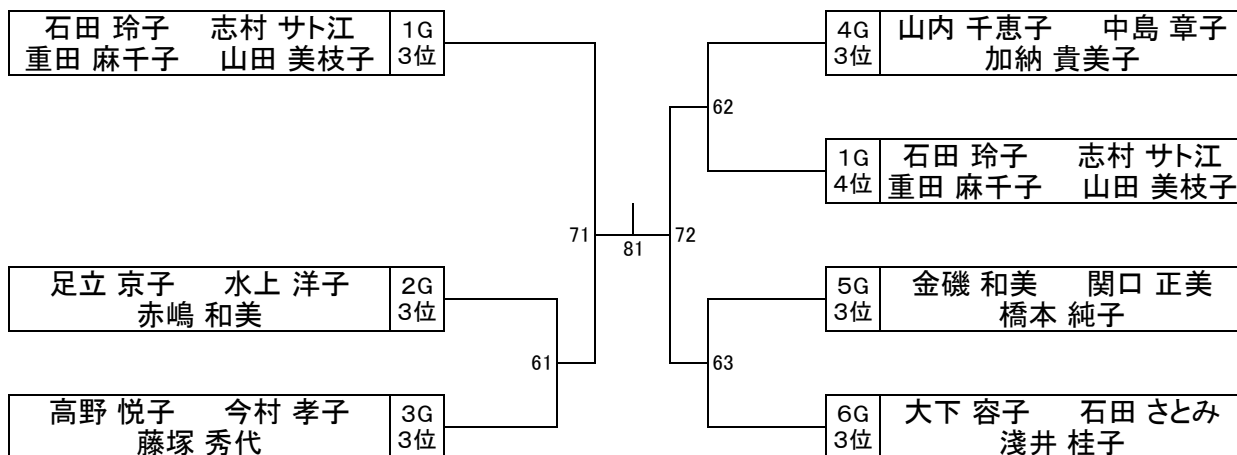 石田 玲子 志村 サト江
重田 麻千子 山田 美枝子
1G
3位
足立 京子 水上 洋子
赤嶋 和美
2G
3位
高野 悦子 今村 孝子
藤塚 秀代
3G
3位
61
71
81
72
62
63
4G
3位
山内 千恵子 中島 章子
加納 貴美子
1G
4位
石田 玲子 志村 サト江
重田 麻千子 山田 美枝子
5G
3位
金磯 和美 関口 正美
橋本 純子
6G
3位
大下 容子 石田 さとみ
淺井 桂子